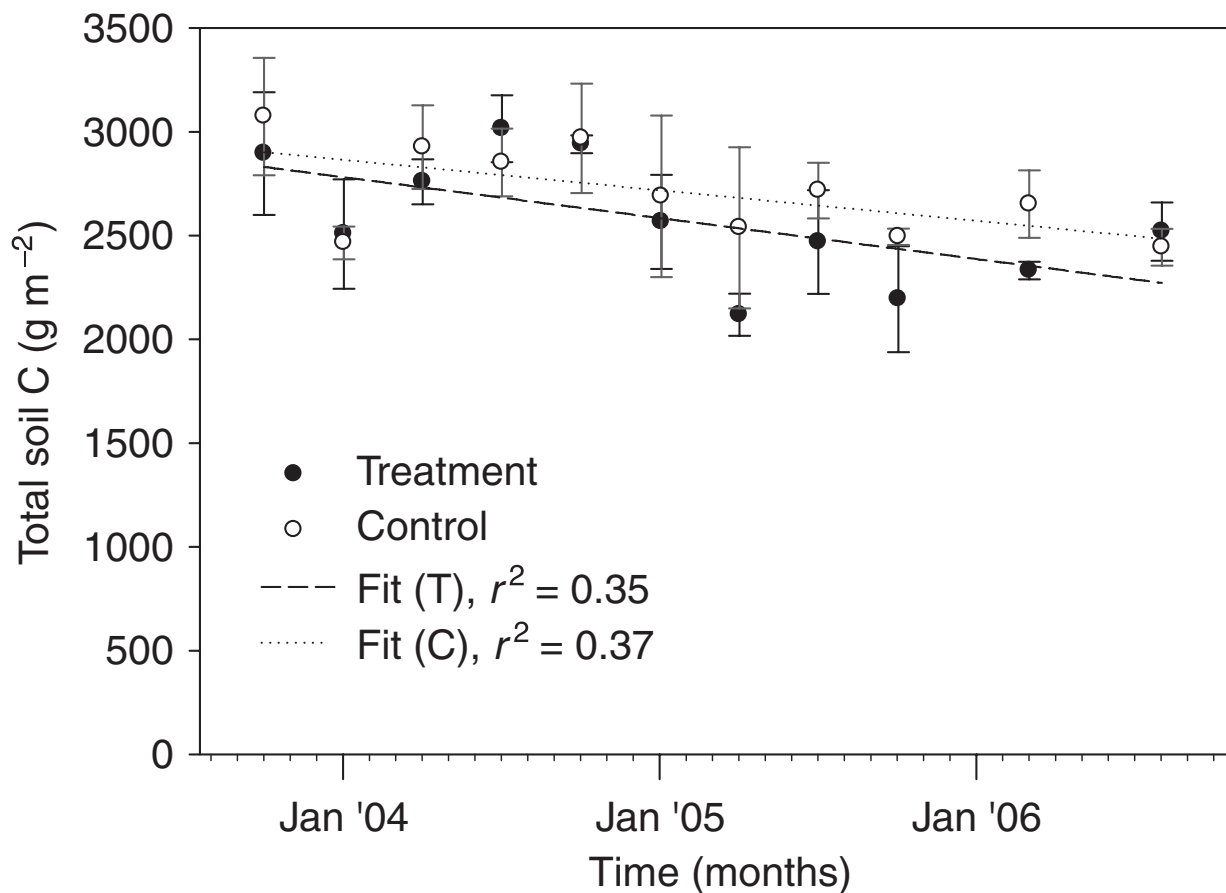 3500
3000
2500
2000
1500
1000
500
0
Total soil C (g m⁻²)
Treatment
Control
Fit (T), r² = 0.35
Fit (C), r² = 0.37
Jan '04 Jan '05 Jan '06
Time (months)